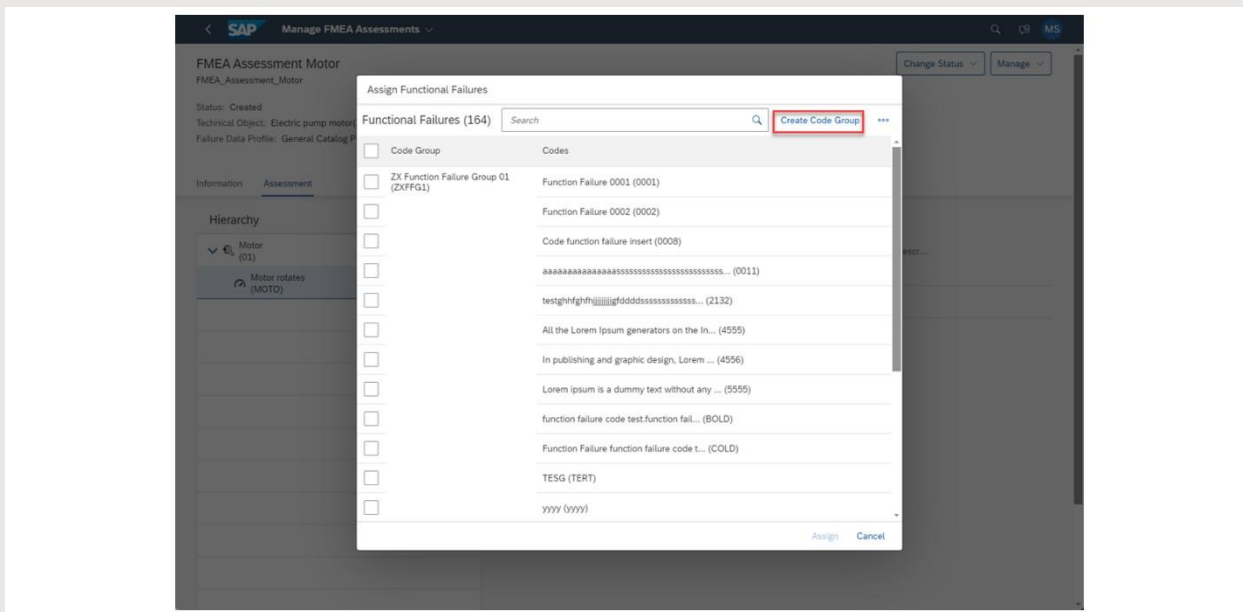 SAP Manage FMEA Assessments MS
FMEA Assessment Motor
Change Status Manage
FMEA_Assessment_Motor
Status: Created
Technical Object: Electric pump motor(
Failure Data Profile: General Catalog P
Information Assessment
Hierarchy
Motor
(01)
Motor rotates
(MOTO)
escr...
Assign Functional Failures
Functional Failures (164) Search Create Code Group
Code Group Codes
ZX Function Failure Group 01
(ZXFFG1)
Function Failure 0001 (0001)
Function Failure 0002 (0002)
Code function failure insert (0008)
(0011)
(2132)
All the Lorem Ipsum generators on the In... (4555)
In publishing and graphic design, Lorem ... (4556)
Lorem ipsum is a dummy text without any ... (5555)
function failure code test.function fail... (BOLD)
Function Failure function failure code t... (COLD)
TESG (TERT)
yyyy (yyyy)
Assign Cancel